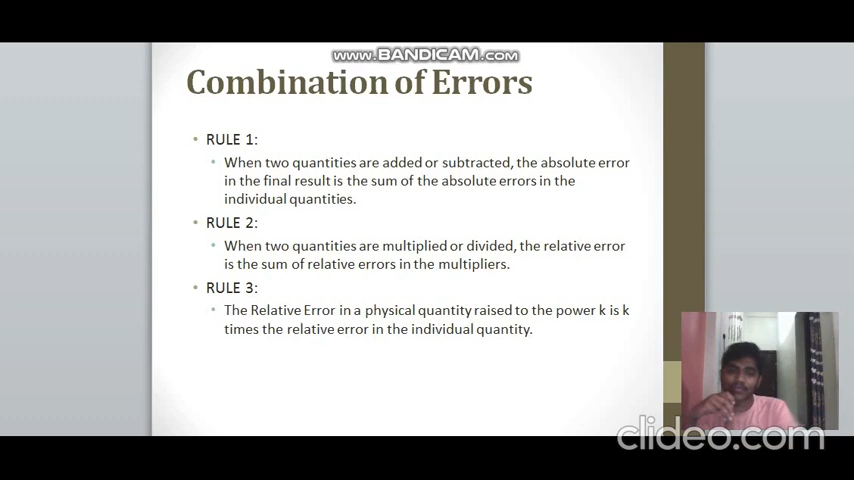 www.BANDICAM.com
Combination of Errors
• RULE 1:
• When two quantities are added or subtracted, the absolute error
in the final result is the sum of the absolute errors in the
individual quantities.
• RULE 2:
• When two quantities are multiplied or divided, the relative error
is the sum of relative errors in the multipliers.
• RULE 3:
• The Relative Error in a physical quantity raised to the power k is k
times the relative error in the individual quantity.
clideo.com